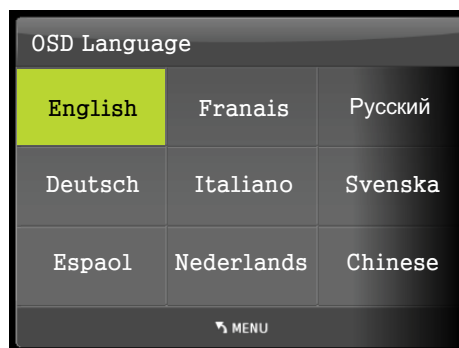 OSD Language
English Franais Русский
Deutsch Italiano Svenska
Espaol Nederlands Chinese
MENU